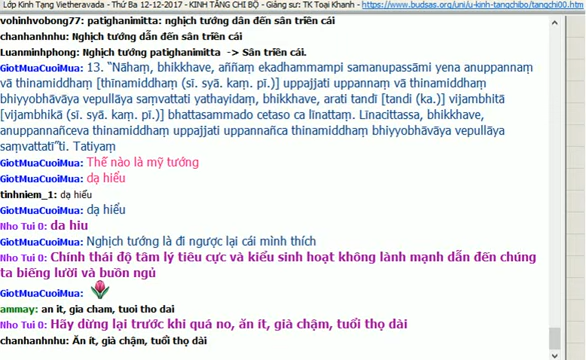 Lớp Kinh Tạng Vietheravada - Thứ Ba 12-12-2017 - KINH TĂNG CHI BỘ - Giảng sư: TK Toại Khanh - https://www.budsas.org/uni/u-kinh-tangchibo/tangchi00.htm
vohinhvobong77: patighanimitta: nghịch tướng dân đến sân triên cái
chanhanhnhu: Nghịch tướng dẫn đến sân triền cái
Luanminhphong: Nghịch tướng patighanimitta -> Sân triền cái.
GiotMuaCuoiMua: 13. “Nāhaṃ, bhikkhave, aññaṃ ekadhammampi samanupassāmi yena anuppannaṃ
vā thinamiddhaṃ [thīnamiddhaṃ (sī. syā. kaṃ. pī.)] uppajjati uppannaṃ vā thinamiddhaṃ
bhiyyobhāvāya vepullāya saṃvattati yathayidaṃ, bhikkhave, arati tandī [tandi (ka.)] vijambhitā
[vijambhikā (sī. syā. kaṃ. pī.)] bhattasammado cetaso ca līnattaṃ. Līnacittassa, bhikkhave,
anuppannañceva thinamiddhaṃ uppajjati uppannañca thinamiddhaṃ bhiyyobhāvāya vepullāya
saṃvattatī”ti. Tatiyaṃ
GiotMuaCuoiMua: Thế nào là mỹ tướng
GiotMuaCuoiMua: dạ hiểu
tinhniem_1: dạ hiểu
GiotMuaCuoiMua: dạ hiểu
Nho Tui 0: da hiu
GiotMuaCuoiMua: Nghịch tướng là đi ngược lại cái mình thích
Nho Tui 0: Chính thái độ tâm lý tiêu cực và kiểu sinh hoạt không lành mạnh dẫn đến chúng
ta biếng lười và buồn ngủ
GiotMuaCuoiMua:
ammay: an it, gia cham, tuoi tho dai
Nho Tui 0: Hãy dừng lại trước khi quá no, ăn ít, già chậm, tuổi thọ dài
chanhanhnhu: Ăn ít, già chậm, tuổi thọ dài